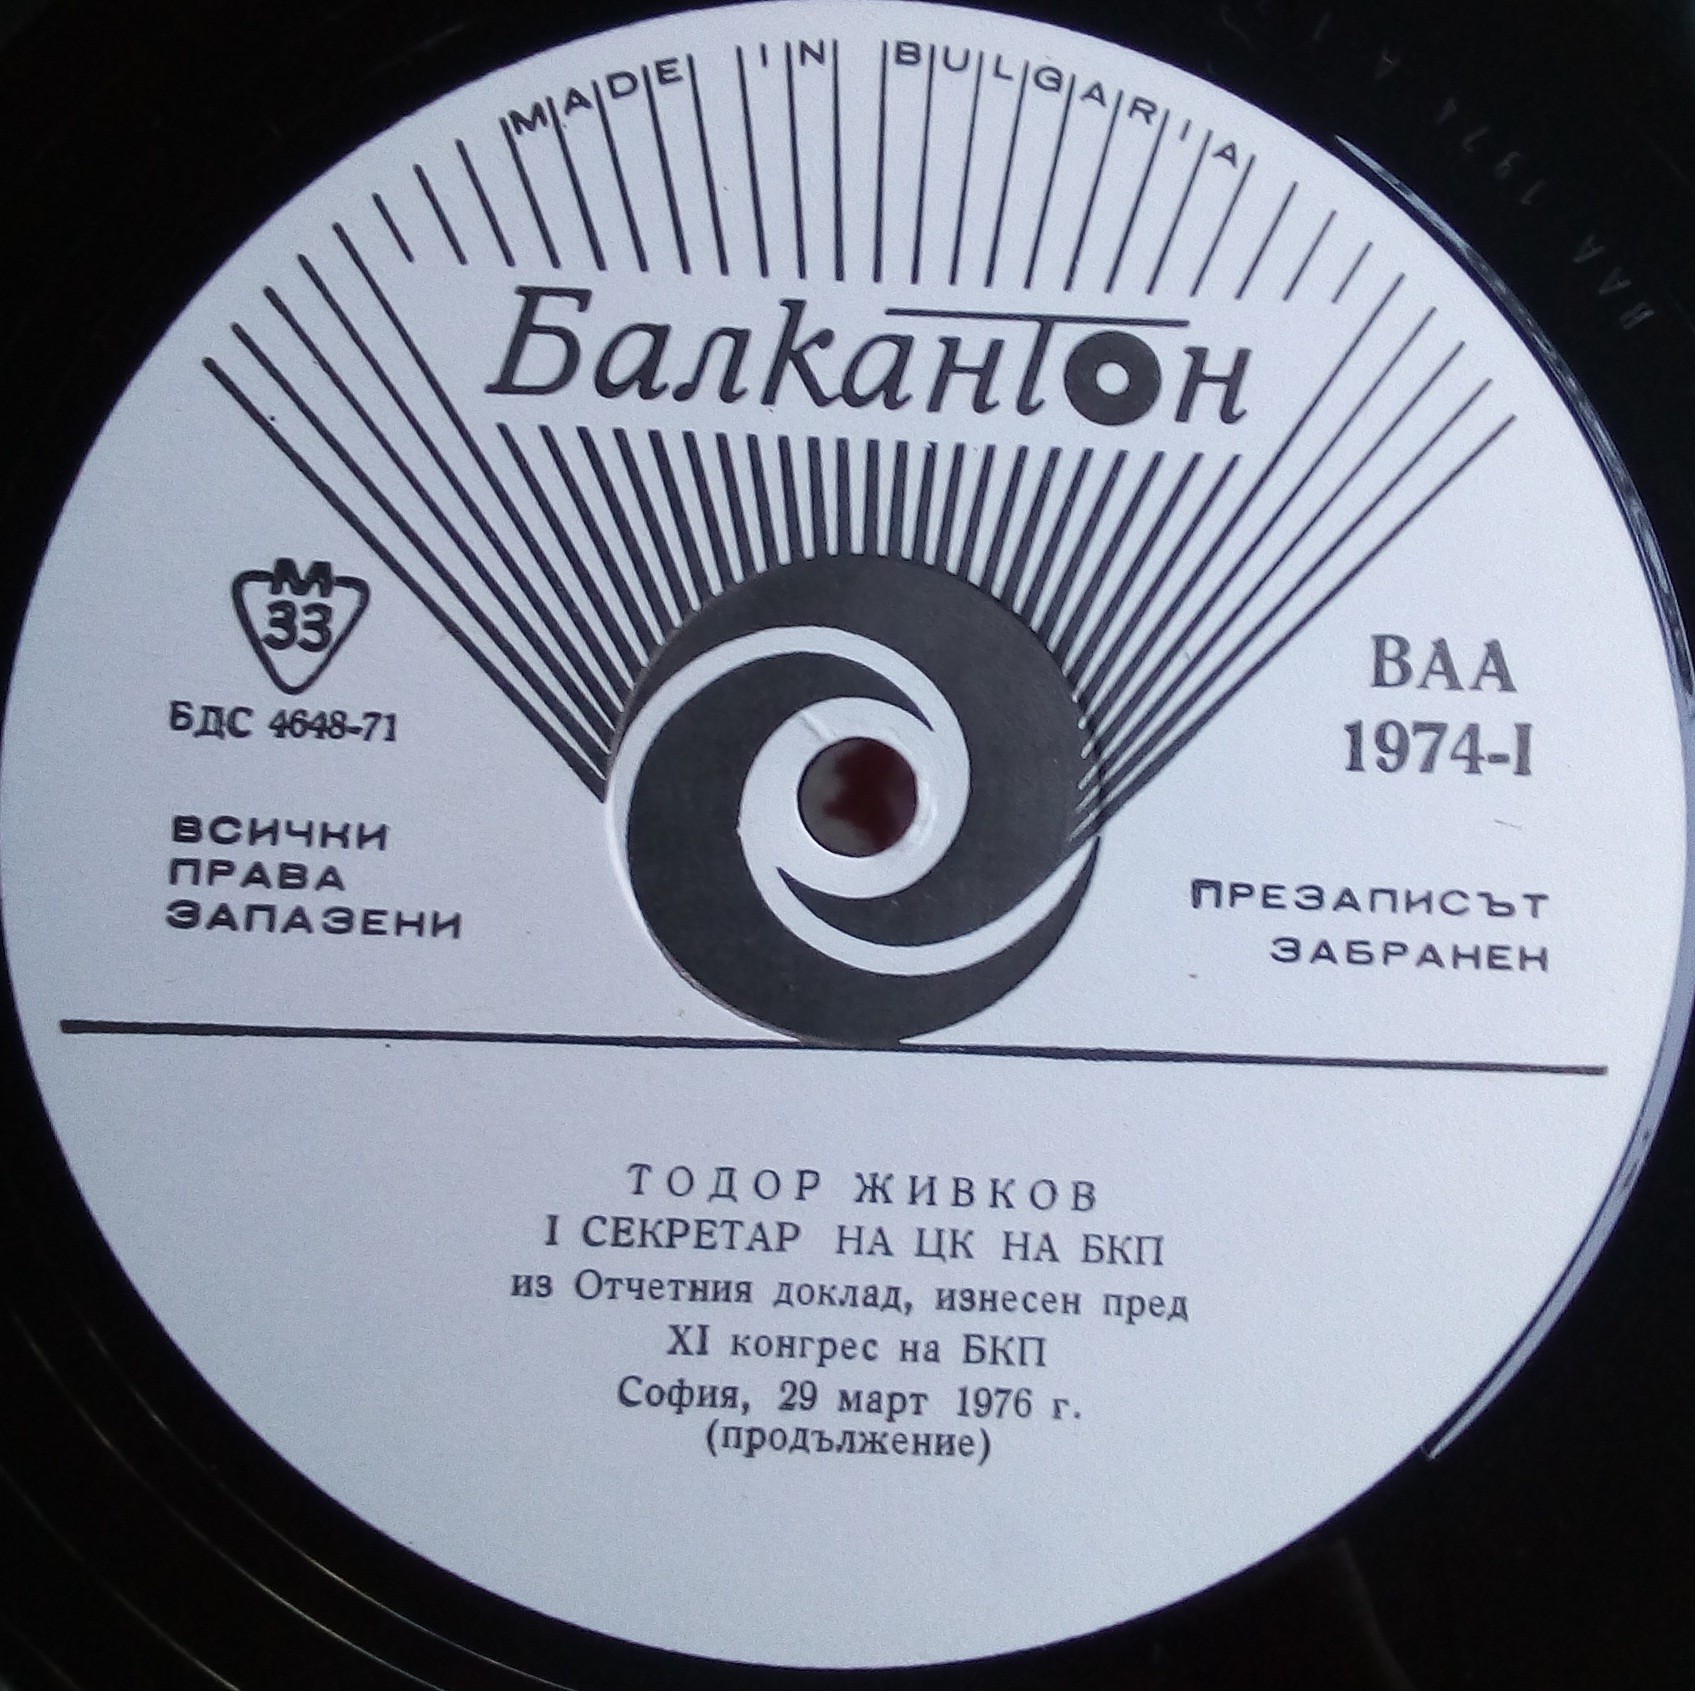 MADE IN BULGARIA
Балкантон
М
33
БДС 4648-71
ВСИЧКИ
ПРАВА
ЗАПАЗЕНИ
ВАА
1974-I
ПРЕЗАПИСЪТ
ЗАБРАНЕН
ТОДОР ЖИВКОВ
I СЕКРЕТАР НА ЦК НА БКП
из Отчетния доклад, изнесен пред
XI конгрес на БКП
София, 29 март 1976 г.
(продължение)
ВАА 1974 А